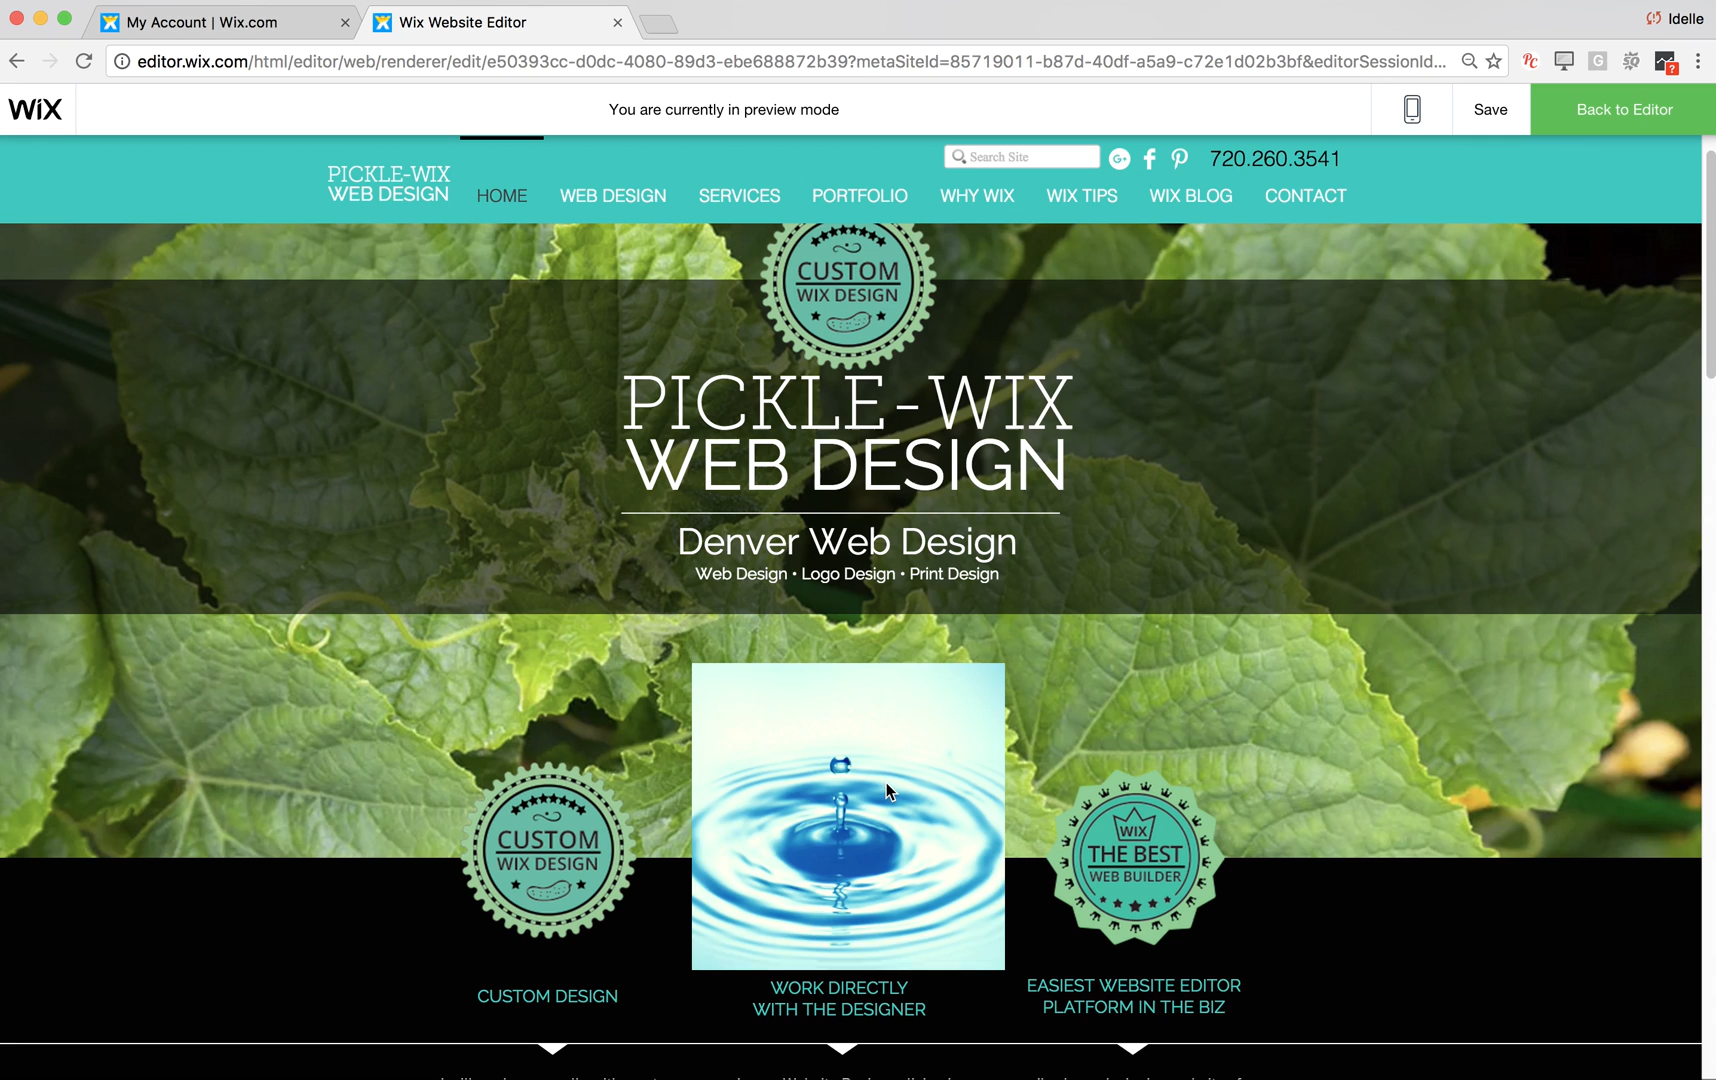 My Account | Wix.com
Wix Website Editor
Idelle
editor.wix.com/html/editor/web/renderer/edit/e50393cc-d0dc-4080-89d3-ebe688872b39?metaSiteId=85719011-b87d-40df-a5a9-c72e1d02b3bf&editorSessionId...
WiX
You are currently in preview mode
Save
Back to Editor
Search Site
G+
720.260.3541
PICKLE-WIX
WEB DESIGN
HOME WEB DESIGN SERVICES PORTFOLIO WHY WIX WIX TIPS WIX BLOG CONTACT
CUSTOM
WIX DESIGN
PICKLE-WIX
WEB DESIGN
Denver Web Design
Web Design • Logo Design • Print Design
CUSTOM
WIX DESIGN
WIX
THE BEST
WEB BUILDER
CUSTOM DESIGN
WORK DIRECTLY
WITH THE DESIGNER
EASIEST WEBSITE EDITOR
PLATFORM IN THE BIZ